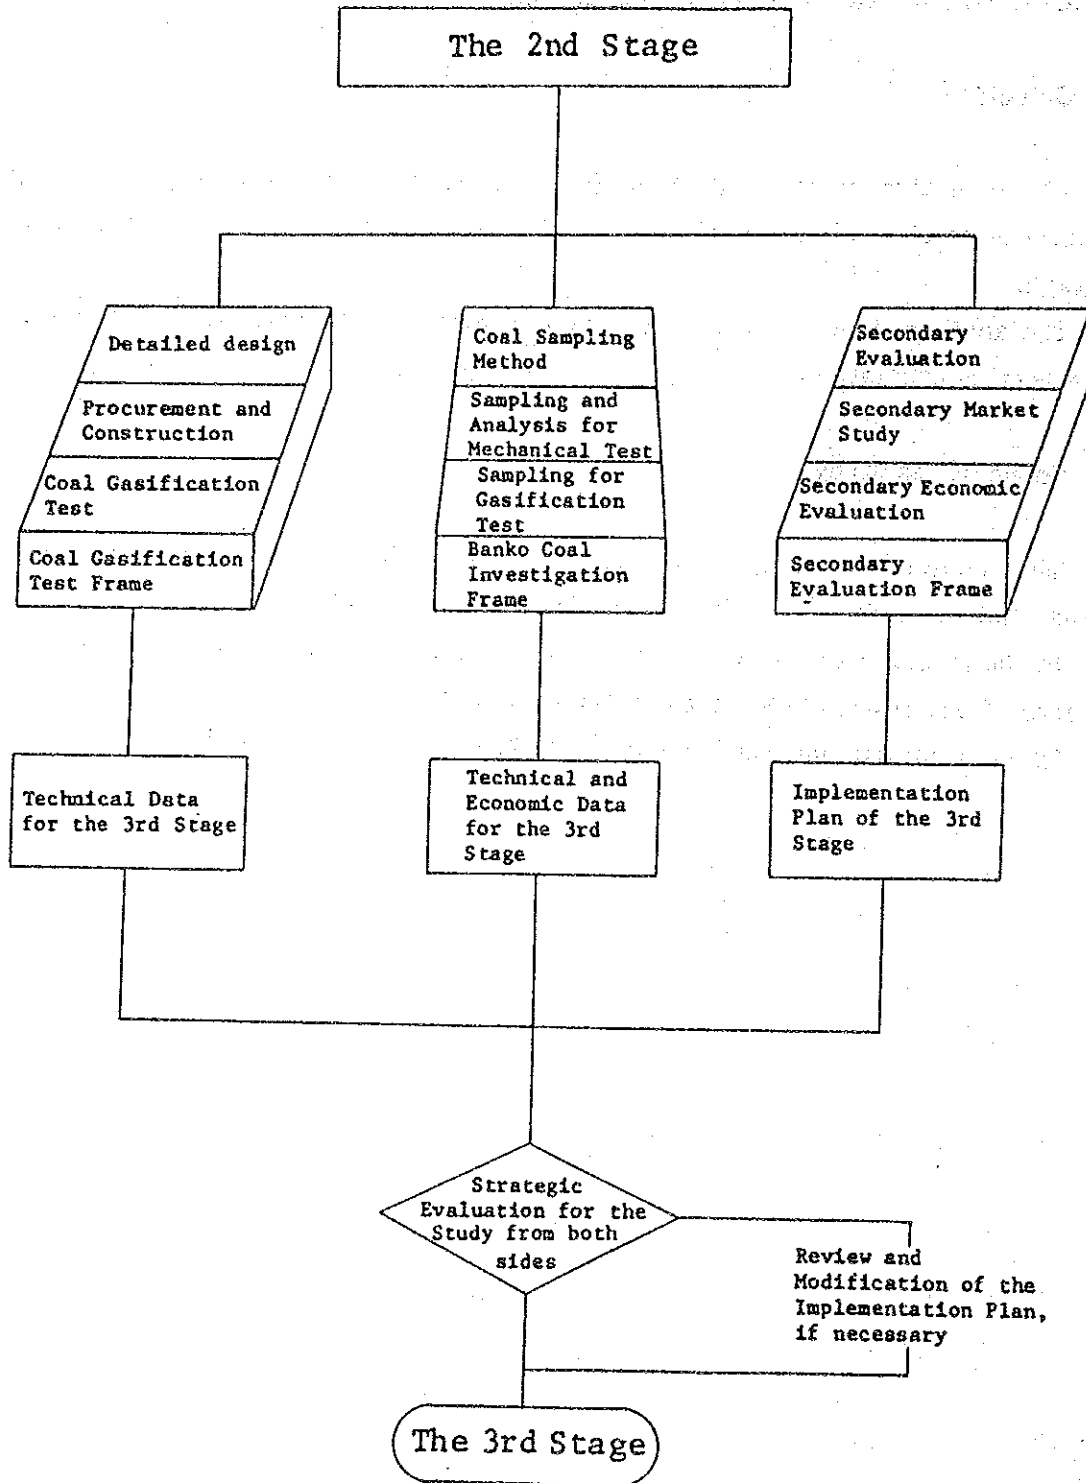 The 2nd Stage
Detailed design
Procurement and
Construction
Coal Gasification
Test
Coal Gasification
Test Frame
Coal Sampling
Method
Sampling and
Analysis for
Mechanical Test
Sampling for
Gasification
Test
Banko Coal
Investigation
Frame
Secondary
Evaluation
Secondary Market
Study
Secondary Economic
Evaluation
Secondary
Evaluation Frame
Technical Data
for the 3rd Stage
Technical and
Economic Data
for the 3rd
Stage
Implementation
Plan of the 3rd
Stage
Strategic
Evaluation for the
Study from both
sides
Review and
Modification of the
Implementation Plan,
if necessary
The 3rd Stage